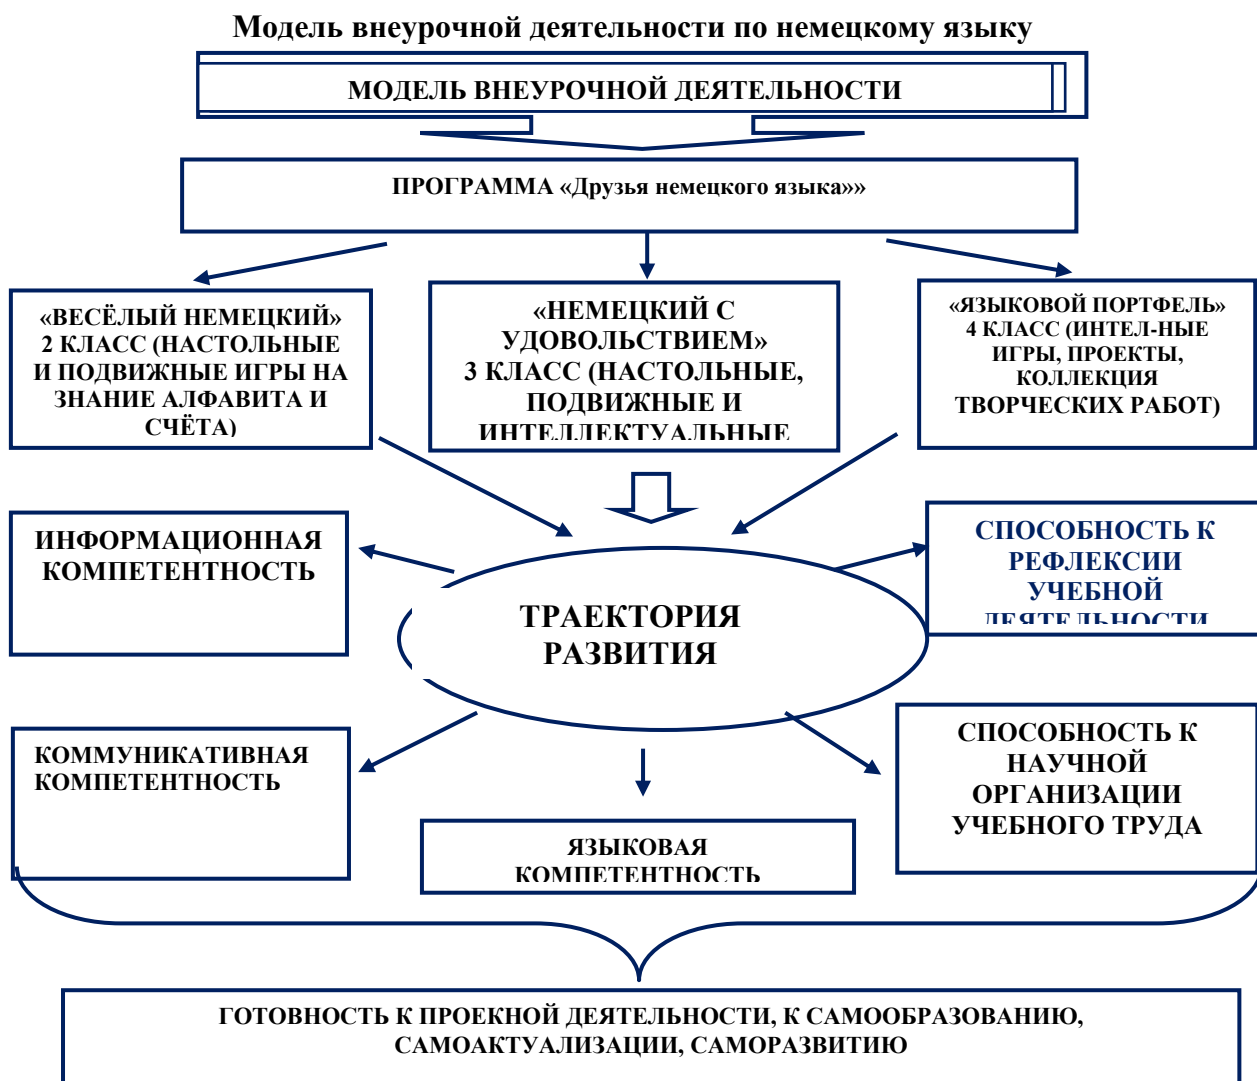 Модель внеурочной деятельности по немецкому языку
МОДЕЛЬ ВНЕУРОЧНОЙ ДЕЯТЕЛЬНОСТИ
ПРОГРАММА «Друзья немецкого языка»»
«ВЕСЁЛЫЙ НЕМЕЦКИЙ»
2 КЛАСС (НАСТОЛЬНЫЕ
И ПОДВИЖНЫЕ ИГРЫ НА
ЗНАНИЕ АЛФАВИТА И
СЧЁТА)
«НЕМЕЦКИЙ С
УДОВОЛЬСТВИЕМ»
3 КЛАСС (НАСТОЛЬНЫЕ,
ПОДВИЖНЫЕ И
ИНТЕЛЛЕКТУАЛЬНЫЕ
«ЯЗЫКОВОЙ ПОРТФЕЛЬ»
4 КЛАСС (ИНТЕЛ-НЫЕ
ИГРЫ, ПРОЕКТЫ,
КОЛЛЕКЦИЯ
ТВОРЧЕСКИХ РАБОТ)
ИНФОРМАЦИОННАЯ
КОМПЕТЕНТНОСТЬ
ТРАЕКТОРИЯ
РАЗВИТИЯ
СПОСОБНОСТЬ К
РЕФЛЕКСИИ
УЧЕБНОЙ
ДЕЯТЕЛЬНОСТИ
КОММУНИКАТИВНАЯ
КОМПЕТЕНТНОСТЬ
ЯЗЫКОВАЯ
КОМПЕТЕНТНОСТЬ
СПОСОБНОСТЬ К
НАУЧНОЙ
ОРГАНИЗАЦИИ
УЧЕБНОГО ТРУДА
ГОТОВНОСТЬ К ПРОЕКНОЙ ДЕЯТЕЛЬНОСТИ, К САМООБРАЗОВАНИЮ,
САМОАКТУАЛИЗАЦИИ, САМОРАЗВИТИЮ